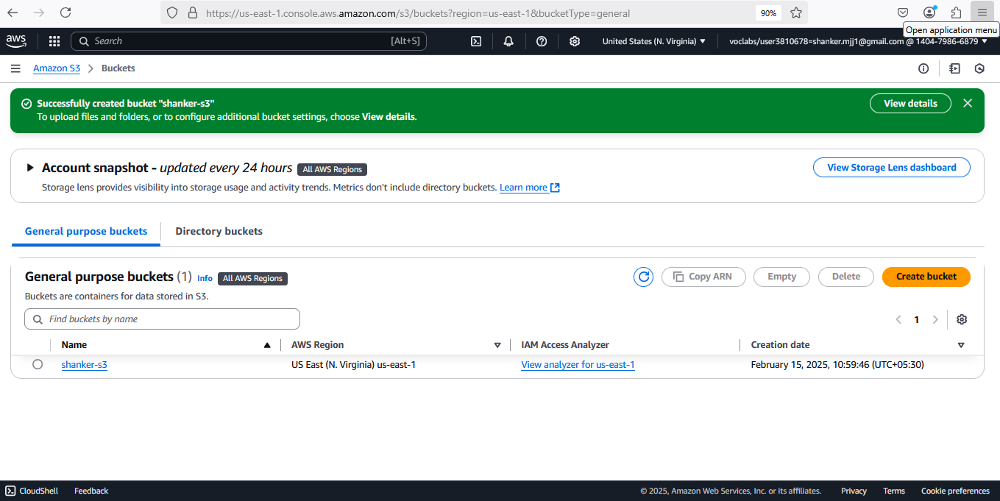 https://us-east-1.console.aws.amazon.com/s3/buckets?region=us-east-1&bucketType=general
90%
Open application menu
aws
Search
[Alt+S]
United States (N. Virginia)
voclabs/user3810678=shanker.mjj1@gmail.com @ 1404-7986-6879
Amazon S3 > Buckets
Successfully created bucket "shanker-s3"
To upload files and folders, or to configure additional bucket settings, choose View details.
View details
Account snapshot - updated every 24 hours All AWS Regions
View Storage Lens dashboard
Storage lens provides visibility into storage usage and activity trends. Metrics don't include directory buckets. Learn more
General purpose buckets
Directory buckets
General purpose buckets (1) Info All AWS Regions
Copy ARN
Empty
Delete
Create bucket
Buckets are containers for data stored in S3.
Find buckets by name
1
Name
AWS Region
IAM Access Analyzer
Creation date
shanker-s3
US East (N. Virginia) us-east-1
View analyzer for us-east-1
February 15, 2025, 10:59:46 (UTC+05:30)
CloudShell
Feedback
© 2025, Amazon Web Services, Inc. or its affiliates.
Privacy
Terms
Cookie preferences